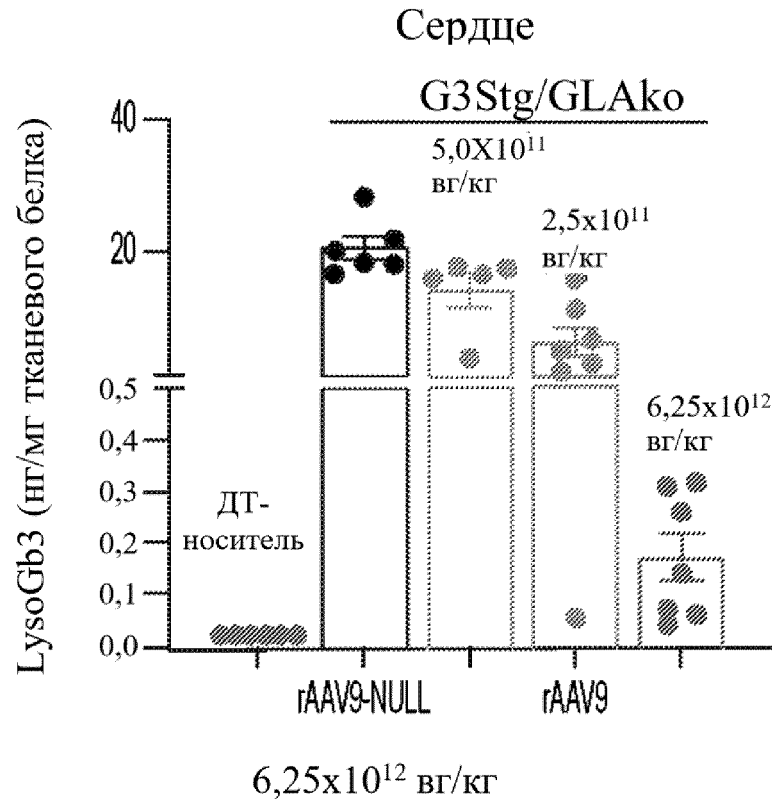 Сердце
G3Stg/GLAko
LysoGb3 (нг/мг тканевого белка)
40
20
0,5
0,4
0,3
0,2
0,1
0,0
ДТ-
носитель
5,0X10¹¹
вг/кг
2,5x10¹¹
вг/кг
6,25x10¹²
вг/кг
rAAV9-NULL
rAAV9
6,25x10¹² вг/кг